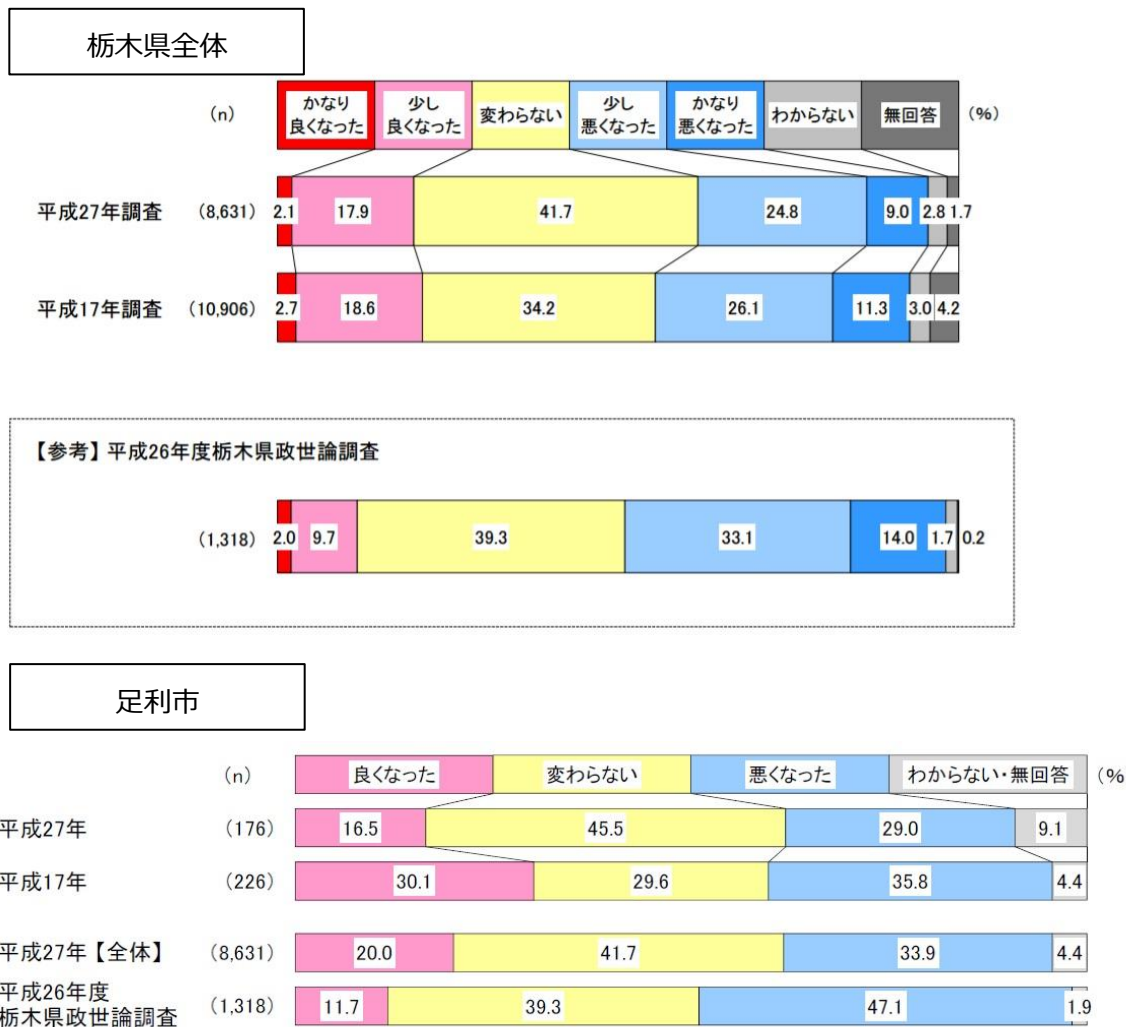 栃木県全体
(n) かなり 少し 変わらない 少し かなり わからない 無回答 (%)
良くなった 良くなった 悪くなった 悪くなった
平成27年調査 (8,631) 2.1 17.9 41.7 24.8 9.0 2.8 1.7
平成17年調査 (10,906) 2.7 18.6 34.2 26.1 11.3 3.0 4.2
【参考】平成26年度栃木県政世論調査
(1,318) 2.0 9.7 39.3 33.1 14.0 1.7 0.2
足利市
(n) 良くなった 変わらない 悪くなった わからない・無回答 (%
平成27年 (176) 16.5 45.5 29.0 9.1
平成17年 (226) 30.1 29.6 35.8 4.4
平成27年【全体】 (8,631) 20.0 41.7 33.9 4.4
平成26年度
栃木県政世論調査 (1,318) 11.7 39.3 47.1 1.9